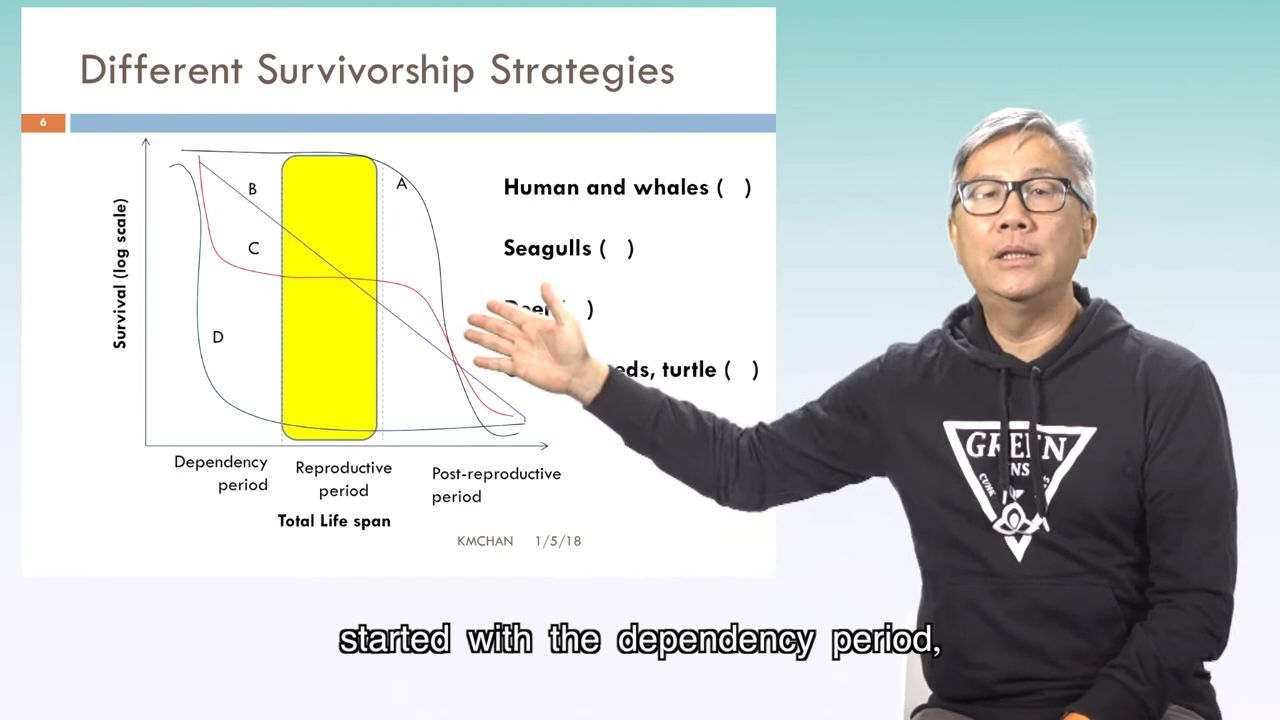 Different Survivorship Strategies
6
Survival (log scale)
A
B
C
D
Human and whales ( )
Seagulls ( )
)
turtle ( )
Dependency
period
Reproductive
period
Post-reproductive
period
Total Life span
KMCHAN 1/5/18
GREEN
CUHK
started with the dependency period,